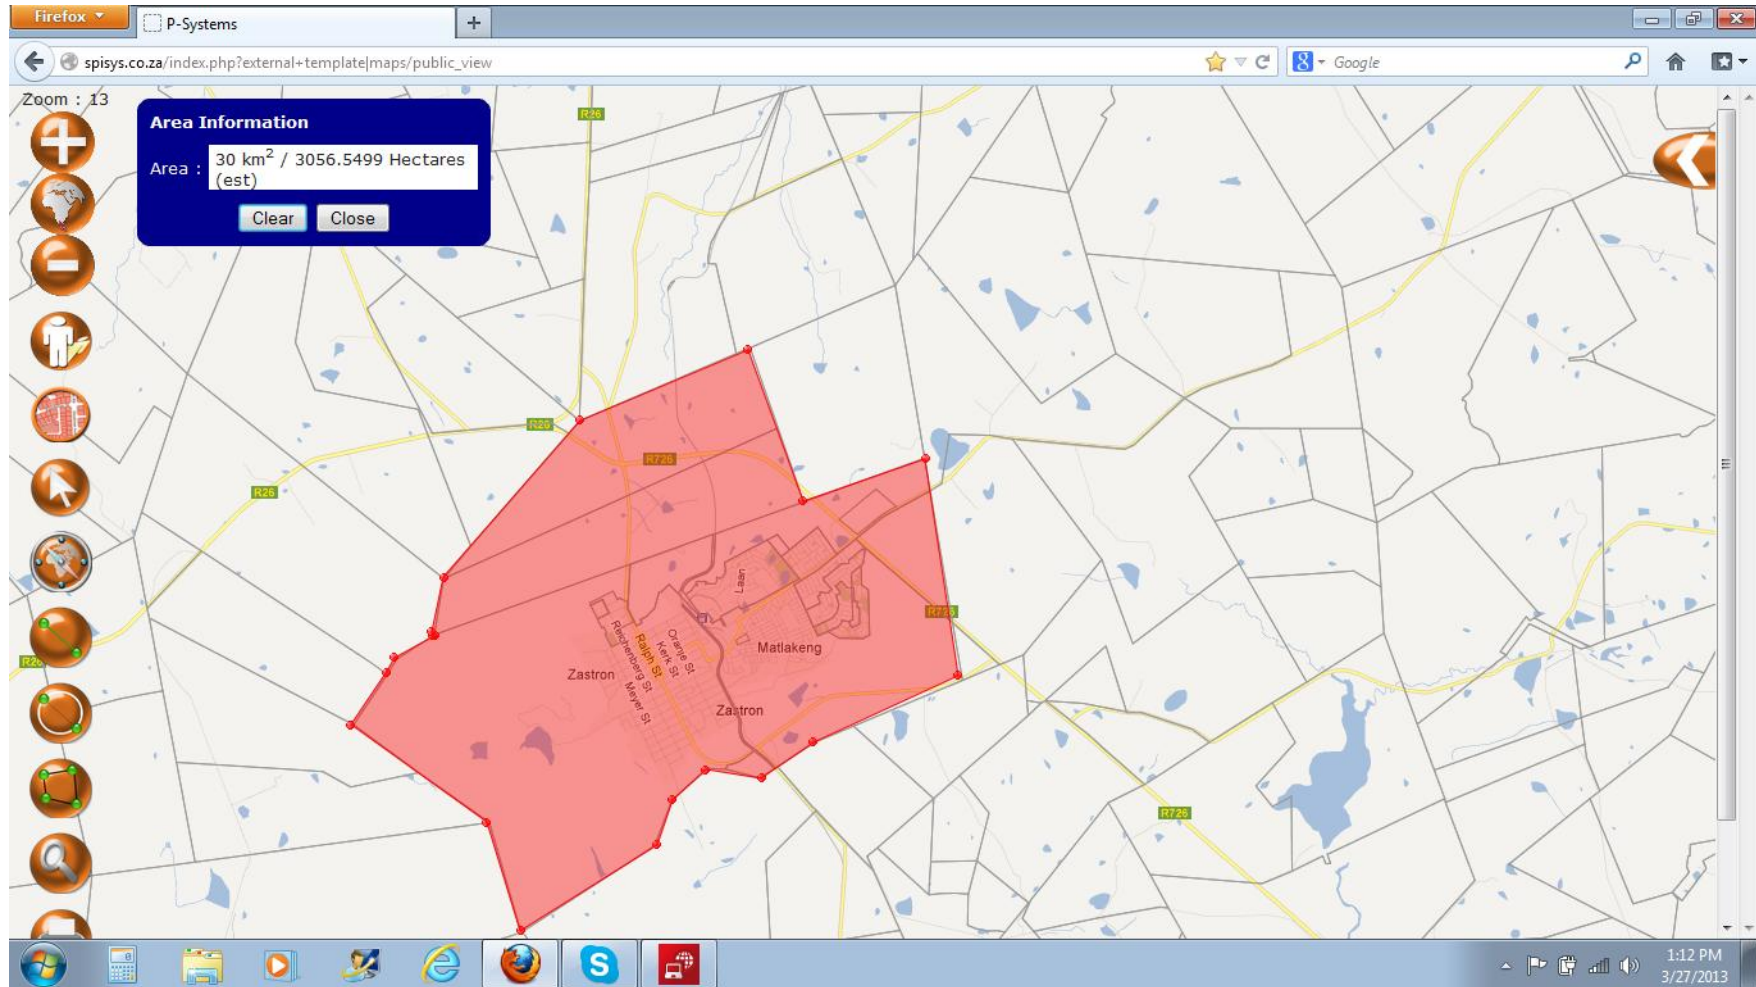 Firefox
P-Systems
spisys.co.za/index.php?external+template|maps/public_view
Google
Zoom : 13
Area Information
Area :
30 km² / 3056.5499 Hectares
(est)
Clear
Close
R26
R26
R726
R26
R26
R726
R726
Laan
Matlakeng
Oranje St
Kerk St
Ralph St
Reichenberg St
Meyer St
Zastron
Zastron
1:12 PM
3/27/2013